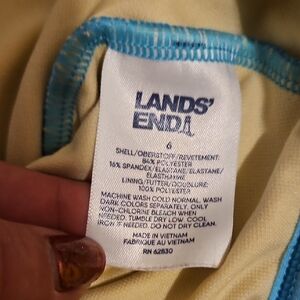 LANDS'
END
6
SHELL/OBERSTOFF/REVETEMENT:
84% POLYESTER
16% SPANDEX/ELASTAN/ELASTANE/
ELASTHANNE
LINING/FUTTER/DOUBLURE:
100% POLYESTER
MACHINE WASH COLD NORMAL, WASH
DARK COLORS SEPARATELY, ONLY
NON-CHLORINE BLEACH WHEN
NEEDED, TUMBLE DRY LOW, COOL
IRON IF NEEDED, DO NOT DRY CLEAN.
MADE IN VIETNAM
FABRIQUE AU VIETNAM
RN 62830